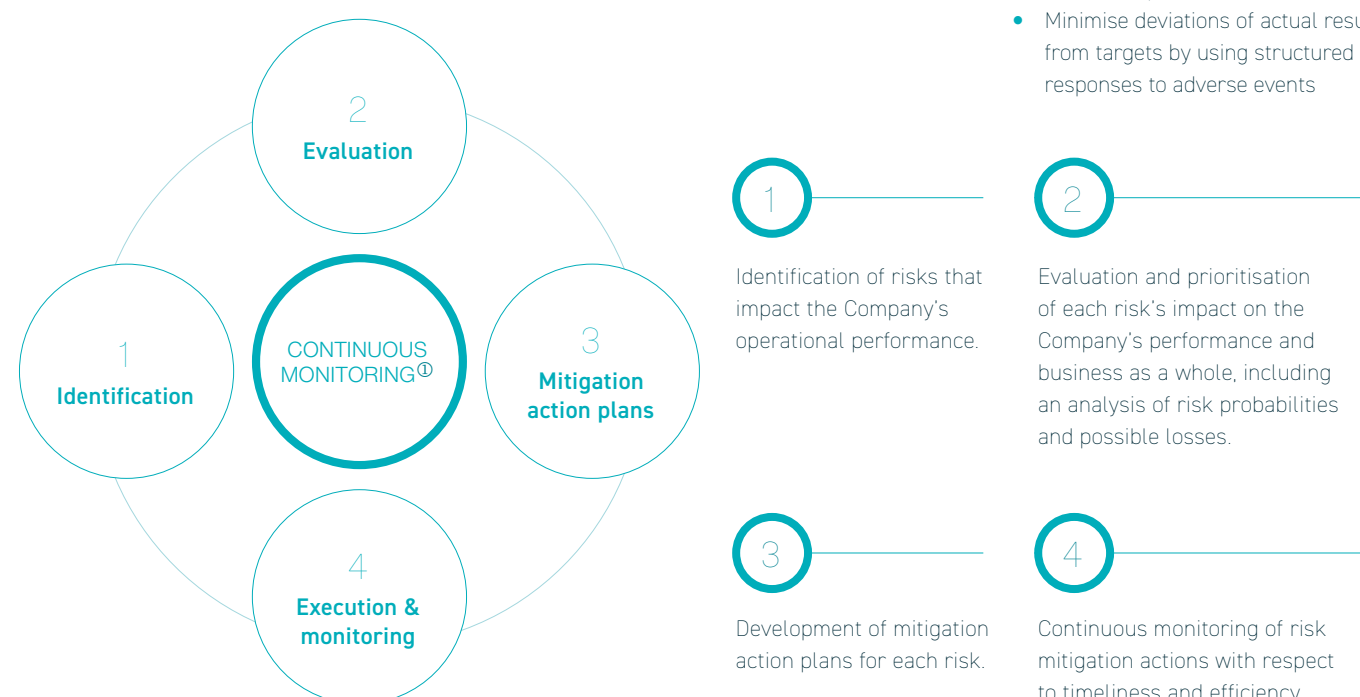 Minimise deviations of actual
from targets by using structured
responses to adverse events
2
Evaluation
1
Identification
CONTINUOUS
MONITORING①
3
Mitigation
action plans
4
Execution &
monitoring
1
Identification of risks that
impact the Company’s
operational performance.
2
Evaluation and prioritisation
of each risk’s impact on the
Company’s performance and
business as a whole, including
an analysis of risk probabilities
and possible losses.
3
Development of mitigation
action plans for each risk.
4
Continuous monitoring of risk
mitigation actions with respect
to timeliness and efficiency